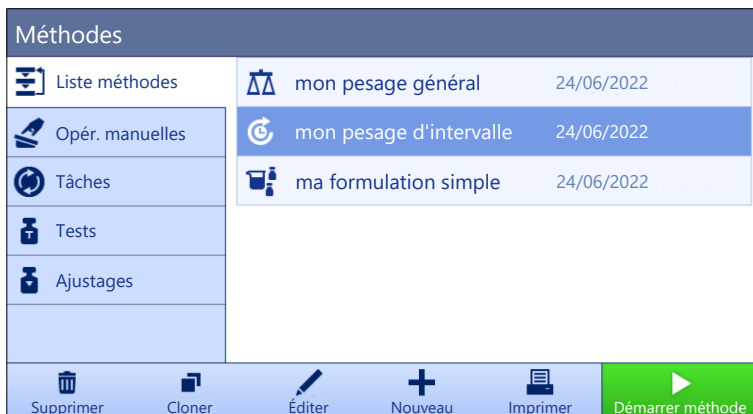 Méthodes
Liste méthodes
Opér. manuelles
Tâches
Tests
Ajustages
mon pesage général 24/06/2022
mon pesage d'intervalle 24/06/2022
ma formulation simple 24/06/2022
Supprimer Cloner Éditer Nouveau Imprimer Démarrer méthode